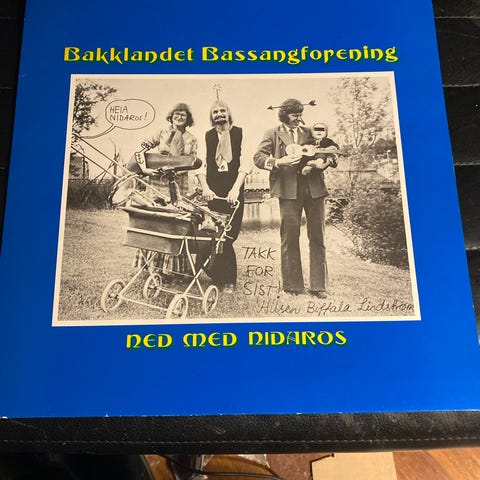 Bakklandet Bassangforening
HEIA
NIDAROS!
TAKK
FOR
SIST!
Hilsen Biffala Lindstrøm
NED MED NIDAROS